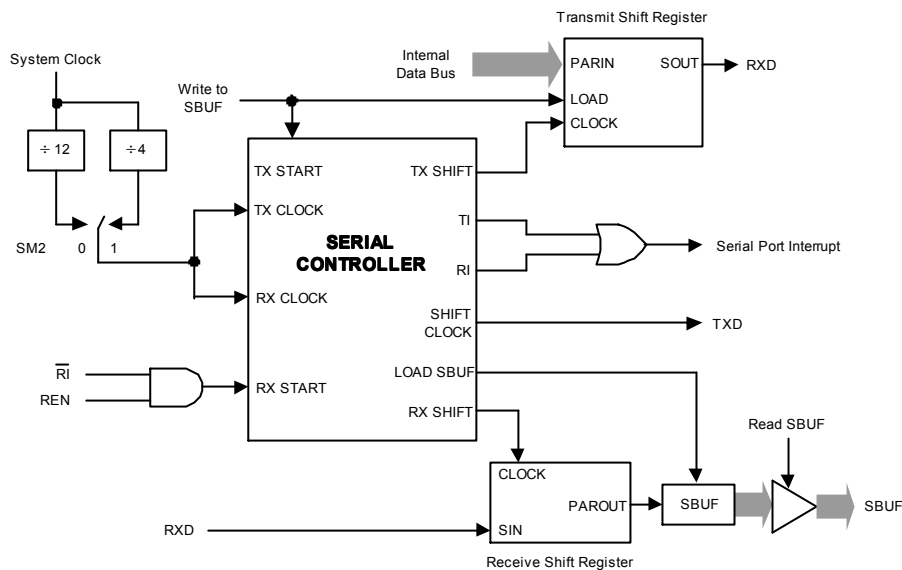 Transmit Shift Register
System Clock
Internal
Data Bus
PARIN
SOUT
RXD
Write to
SBUF
LOAD
CLOCK
÷ 12
÷4
TX START
TX SHIFT
TX CLOCK
TI
SM2
0
1
SERIAL
CONTROLLER
Serial Port Interrupt
RI
RX CLOCK
SHIFT
CLOCK
TXD
R̅I̅
REN
RX START
LOAD SBUF
RX SHIFT
Read SBUF
CLOCK
PAROUT
SBUF
SBUF
RXD
SIN
Receive Shift Register